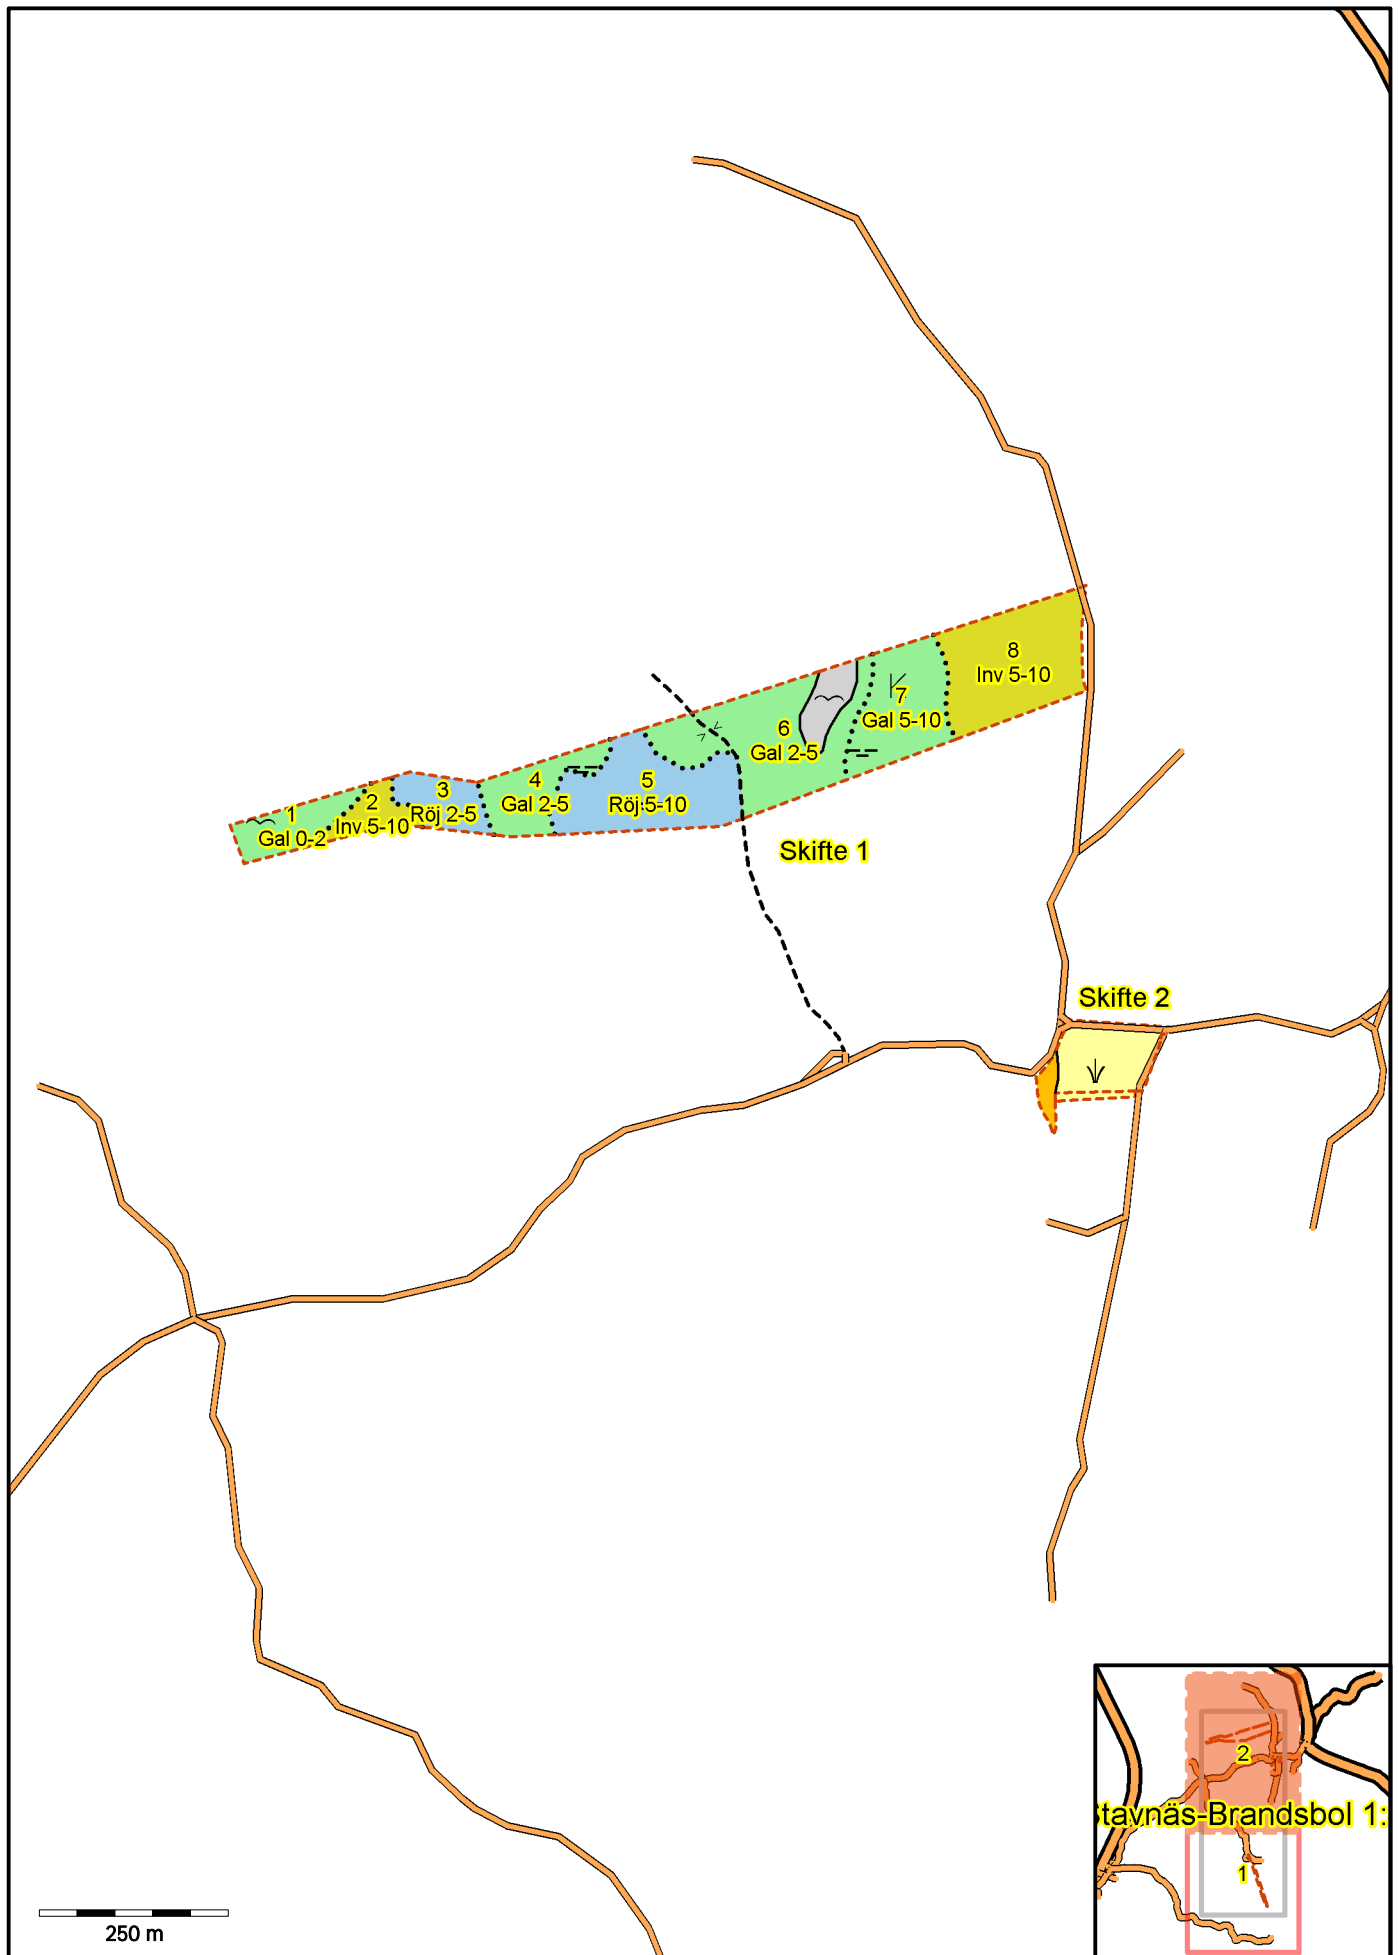 8
Inv 5-10
7
Gal 5-10
6
Gal 2-5
5
Röj 5-10
4
Gal 2-5
3
Röj 2-5
2
Inv 5-10
1
Gal 0-2
Skifte 1
Skifte 2
2
Stavnäs-Brandsbol 1:
1
250 m